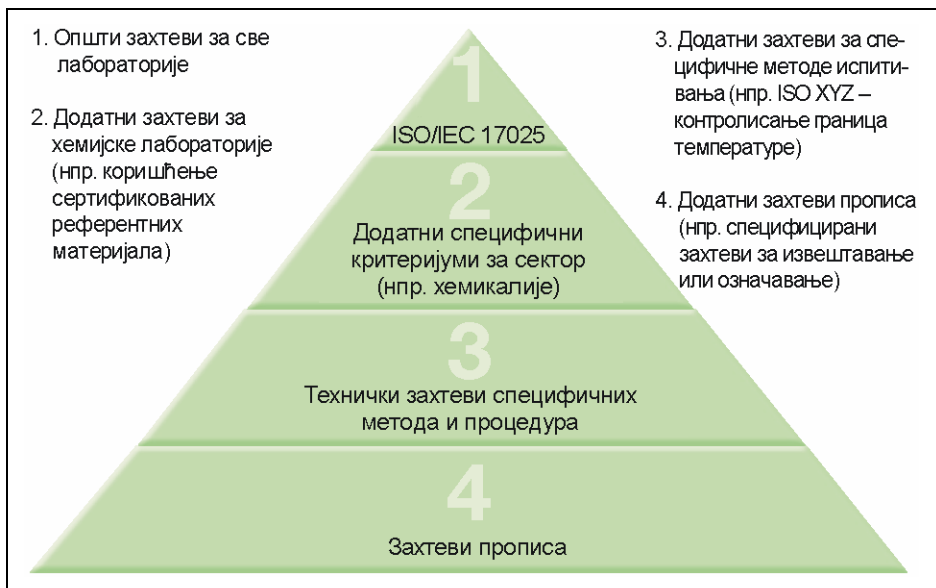 1. Општи захтеви за све
лабораторије
2. Додатни захтеви за
хемијске лабораторије
(нпр. коришћење
сертификованих
референтних
материјала)
3. Додатни захтеви за спе-
цифичне методе испити-
вања (нпр. ISO XYZ –
контролисање граница
температуре)
4. Додатни захтеви прописа
(нпр. специфицирани
захтеви за извештавање
или означавање)
1
ISO/IEC 17025
2
Додатни специфични
критеријуми за сектор
(нпр. хемикалије)
3
Технички захтеви специфичних
метода и процедура
4
Захтеви прописа